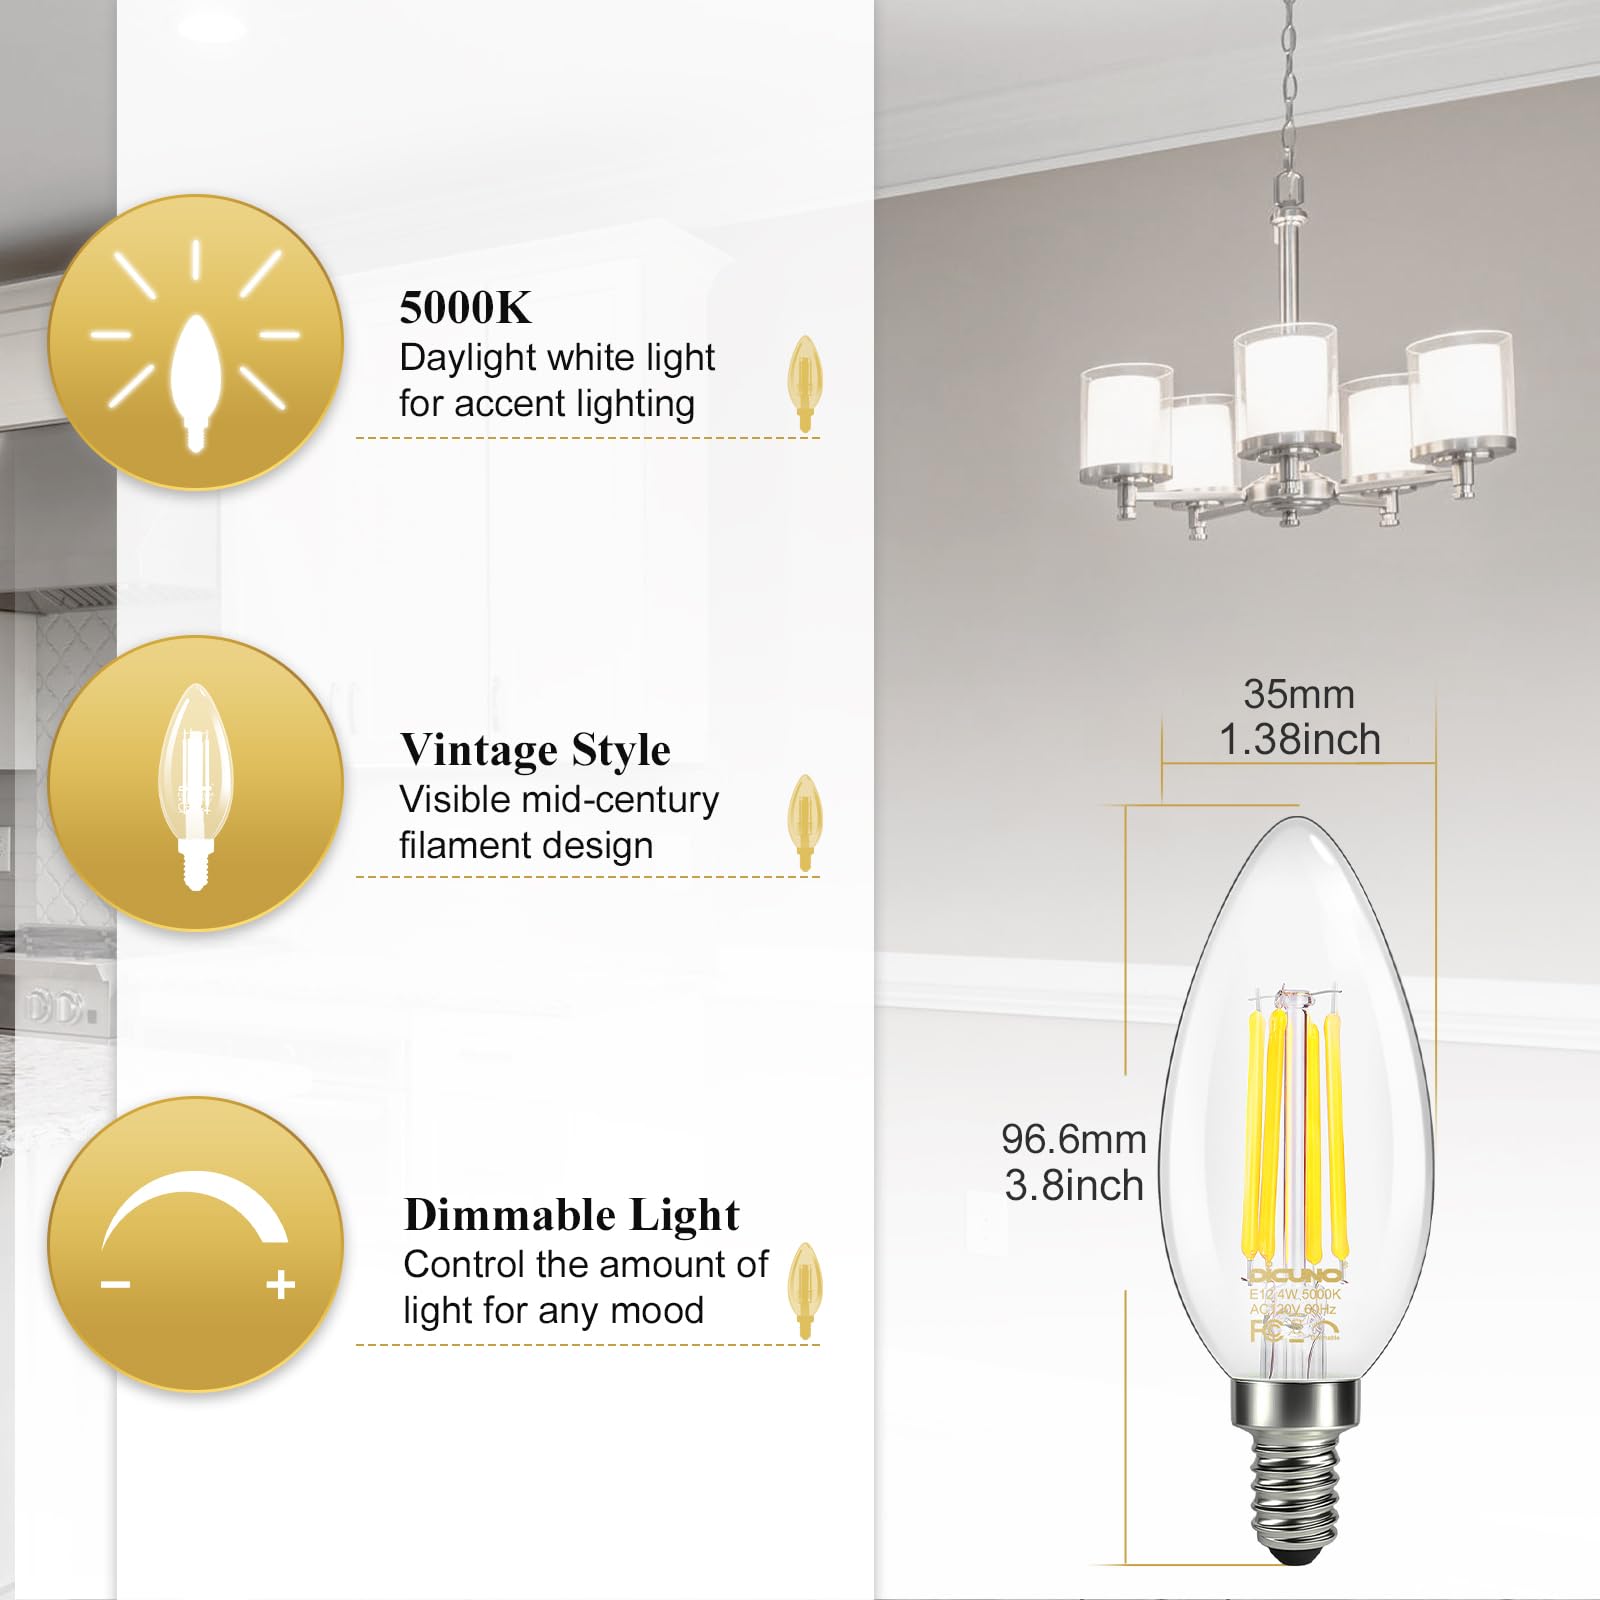 5000K
Daylight white light
for accent lighting
Vintage Style
Visible mid-century
filament design
Dimmable Light
Control the amount of
light for any mood
35mm
1.38inch
96.6mm
3.8inch
DICUNO
E12 4W 5000K
AC120V 60Hz
FC